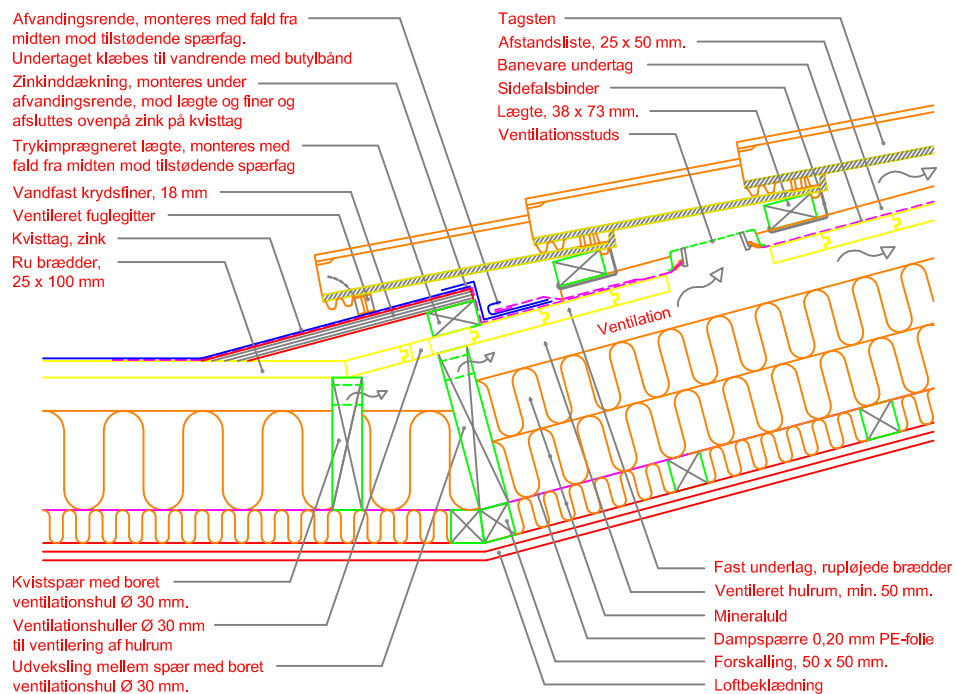 Afvandingsrende, monteres med fald fra
midten mod tilstødende spærfag.
Undertaget klæbes til vandrende med butylbånd
Zinkinddækning, monteres under
afvandingsrende, mod lægte og finer og
afsluttes ovenpå zink på kvisttag
Trykimprægneret lægte, monteres med
fald fra midten mod tilstødende spærfag
Vandfast krydsfiner, 18 mm
Ventileret fuglegitter
Kvisttag, zink
Ru brædder,
25 x 100 mm
Tagsten
Afstandsliste, 25 x 50 mm.
Banevare undertag
Sidefalsbinder
Lægte, 38 x 73 mm.
Ventilationsstuds
Ventilation
Kvistspær med boret
ventilationshul Ø 30 mm.
Ventilationshuller Ø 30 mm
til ventilering af hulrum
Udveksling mellem spær med boret
ventilationshul Ø 30 mm.
Fast underlag, rupløjede brædder
Ventileret hulrum, min. 50 mm.
Mineraluld
Dampspærre 0,20 mm PE-folie
Forskalling, 50 x 50 mm.
Loftbeklædning